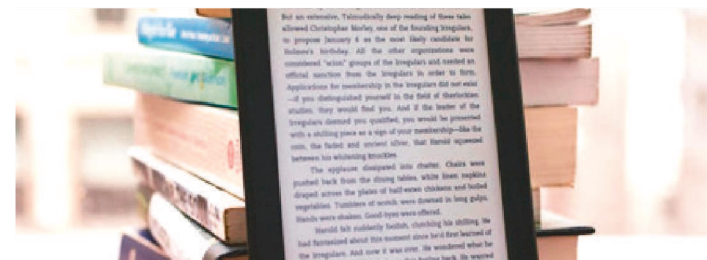 But an extensive, Talmudically deep reading of three tales
allowed Christopher Morley, one of the founding Irregulars,
to propose January 6 as the most likely candidate for
Holmes's birthday. All the other organizations were
considered "scion" groups of the Irregulars and needed an
official sanction from the Irregulars in order to form.
Applications for membership in the Irregulars did not exist
—if you distinguished yourself in the field of Sherlockian
studies, they would find you. And if the leader of the
Irregulars deemed you qualified, you would be presented
with a shilling piece as a sign of your membership—like the
coin, the faded and ancient silver, that Harold squeezed
between his whitening knuckles.
The applause dissipated into chatter. Chairs were
pushed back from the dining tables, white linen napkins
draped across the plates of half-eaten chickens and boiled
vegetables. Tumblers of scotch were downed in long gulps.
Hands were shaken. Good-byes were offered.
Harold felt suddenly foolish, clutching his shilling. He
had fantasized about this moment since he'd first learned of
the Irregulars. And now it was over. He wondered what he
He wanted